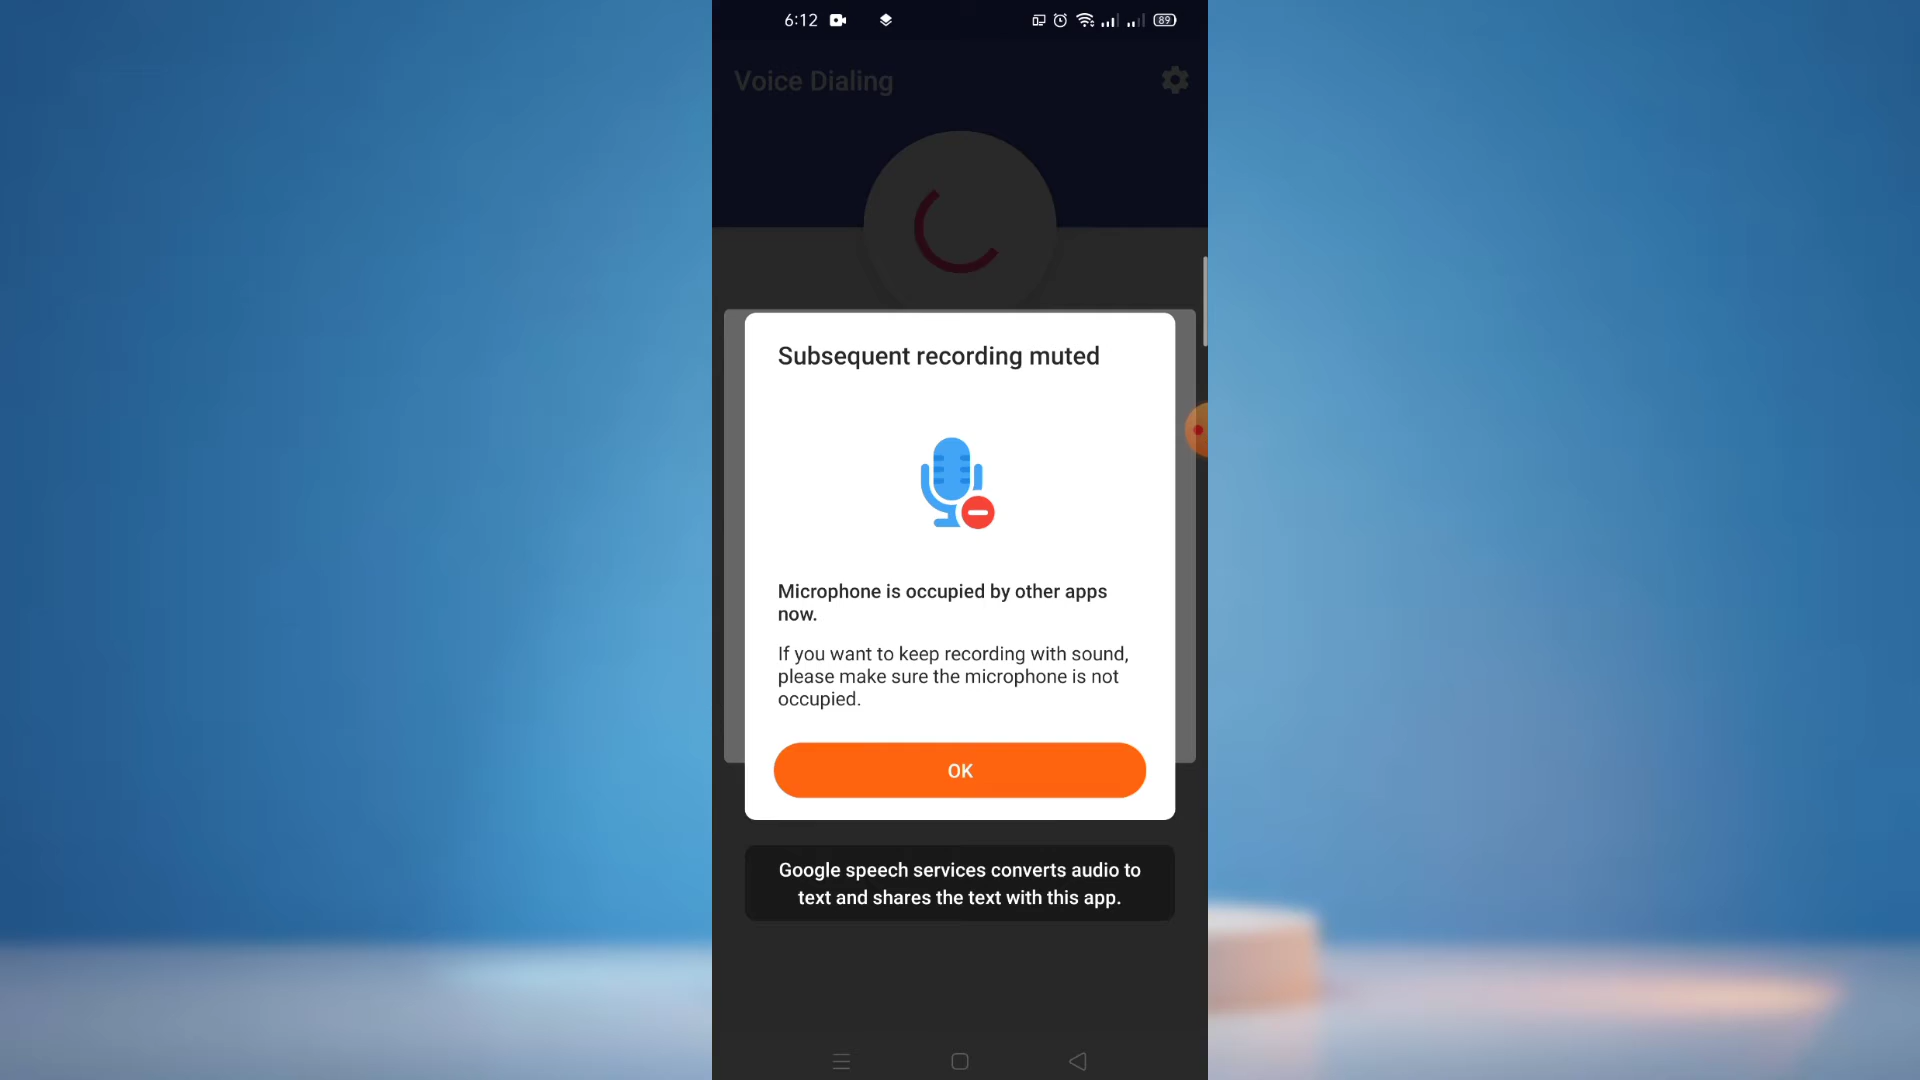 6:12
89
Voice Dialing
Subsequent recording muted
Microphone is occupied by other apps
now.
If you want to keep recording with sound,
please make sure the microphone is not
occupied.
OK
Google speech services converts audio to
text and shares the text with this app.